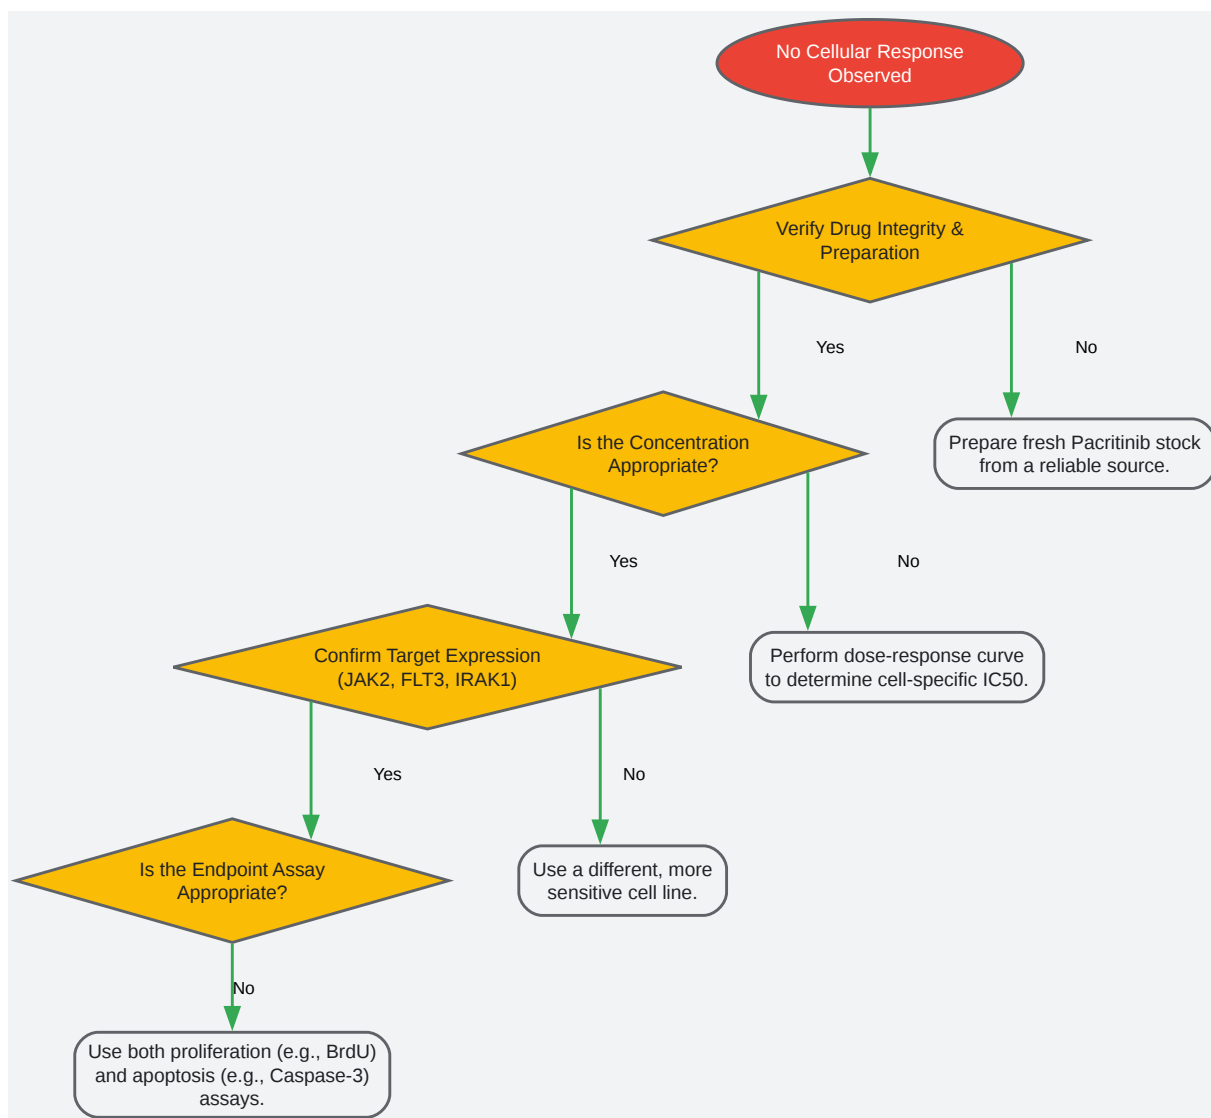 No Cellular Response
Observed
Verify Drug Integrity &
Preparation
Yes
No
Is the Concentration
Appropriate?
Prepare fresh Pacritinib stock
from a reliable source.
Yes
No
Confirm Target Expression
(JAK2, FLT3, IRAK1)
Perform dose-response curve
to determine cell-specific IC50.
Yes
No
Is the Endpoint Assay
Appropriate?
Use a different, more
sensitive cell line.
No
Use both proliferation (e.g., BrdU)
and apoptosis (e.g., Caspase-3)
assays.